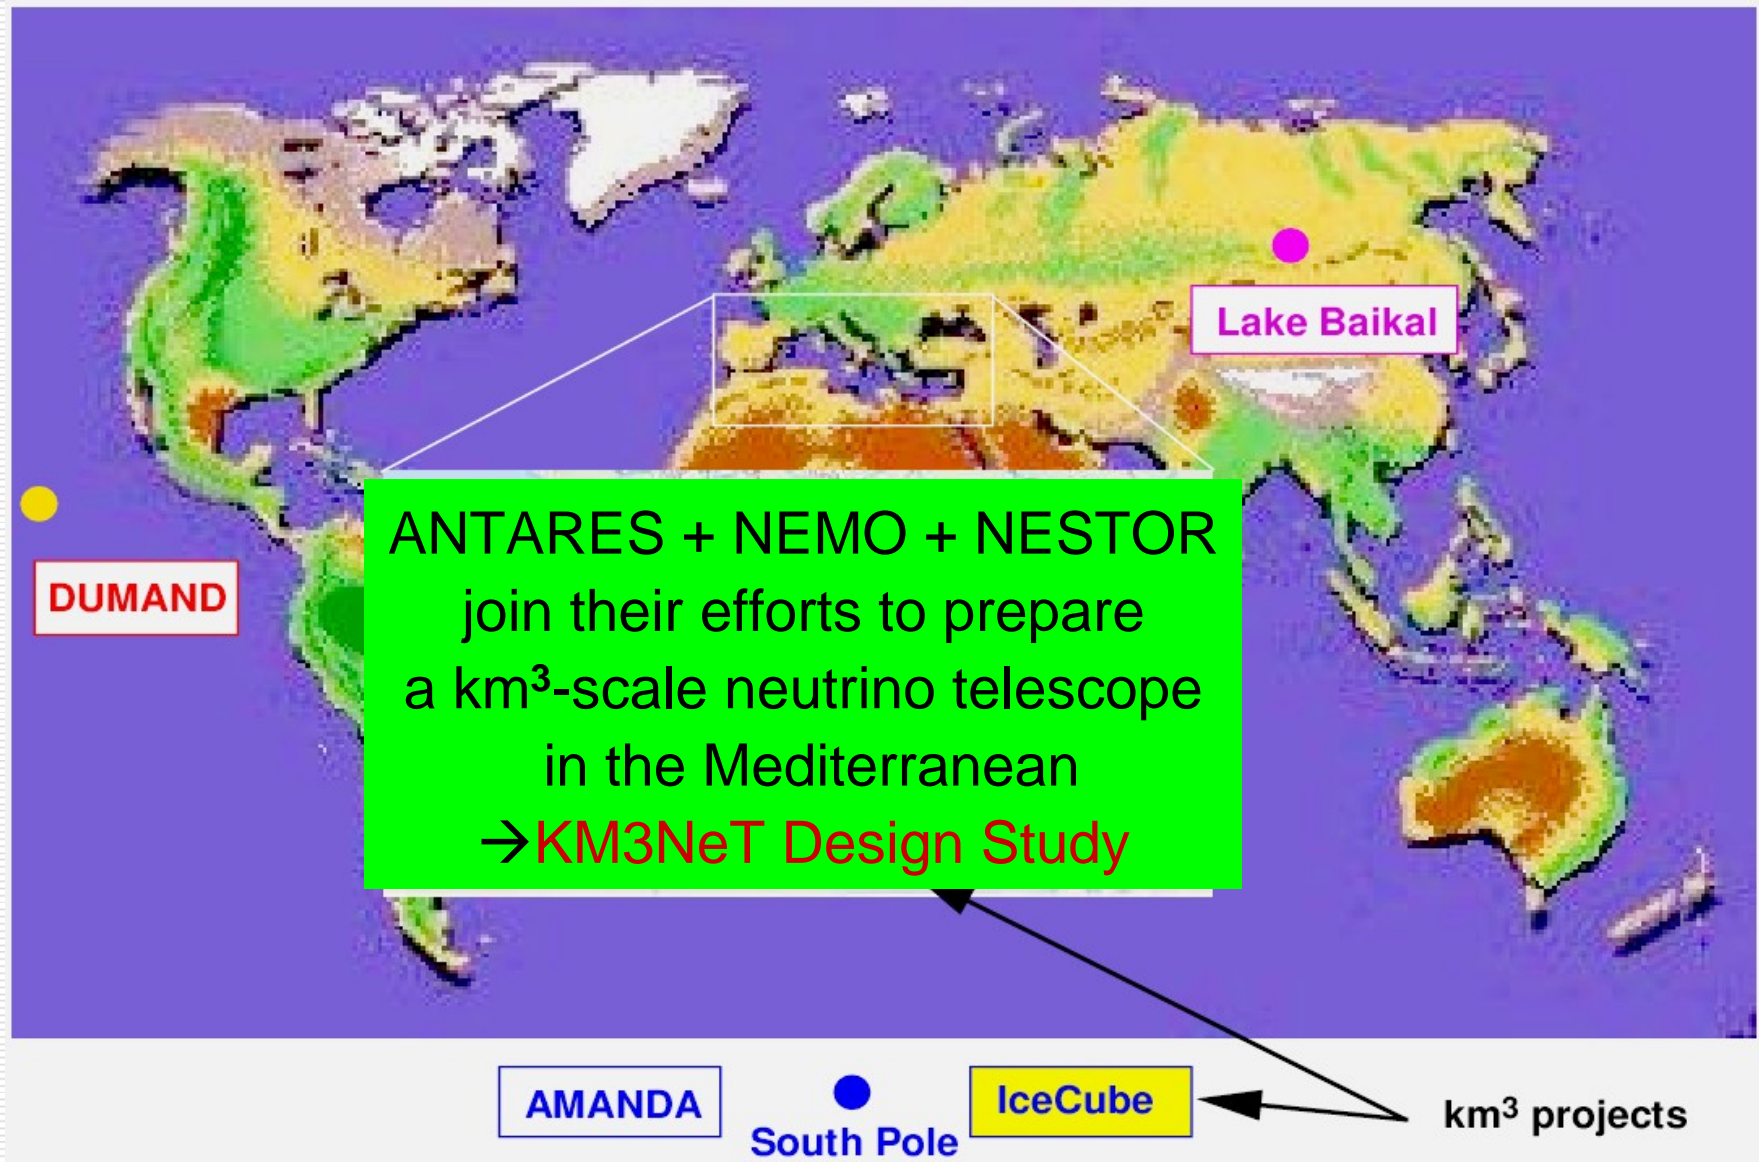 Lake Baikal
DUMAND
ANTARES + NEMO + NESTOR
join their efforts to prepare
a km³-scale neutrino telescope
in the Mediterranean
→KM3NeT Design Study
AMANDA
South Pole
IceCube
km³ projects